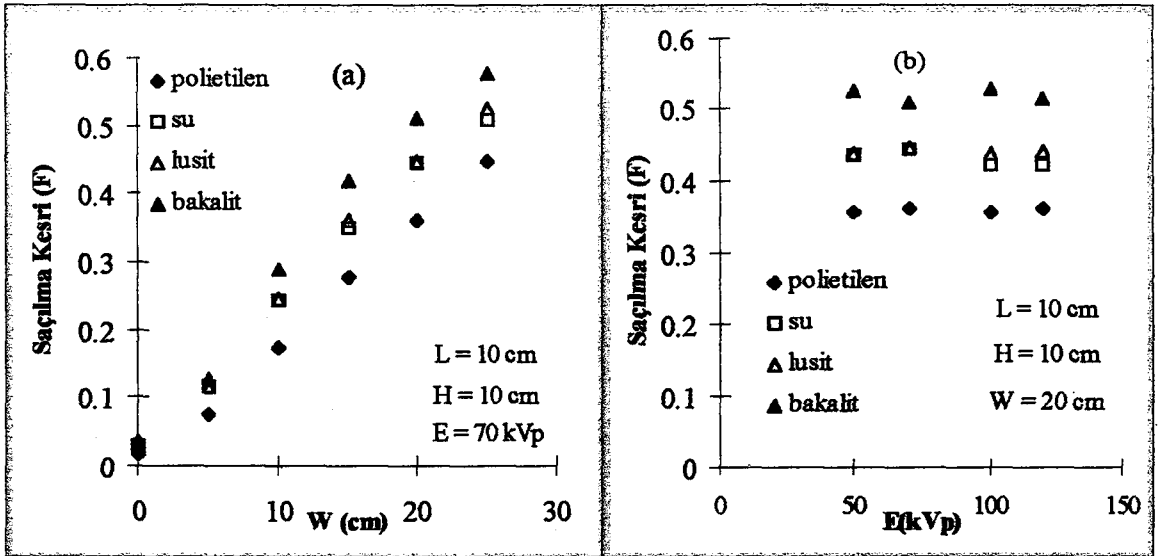 (a)
Saçılma Kesri (F)
0.6
0.5
0.4
0.3
0.2
0.1
0
polietilen
su
lusit
bakalit
L = 10 cm
H = 10 cm
E = 70 kVp
0 10 20 30
W (cm)
(b)
Saçılma Kesri (F)
0.6
0.5
0.4
0.3
0.2
0.1
0
polietilen
su
lusit
bakalit
L = 10 cm
H = 10 cm
W = 20 cm
0 50 100 150
E(kVp)